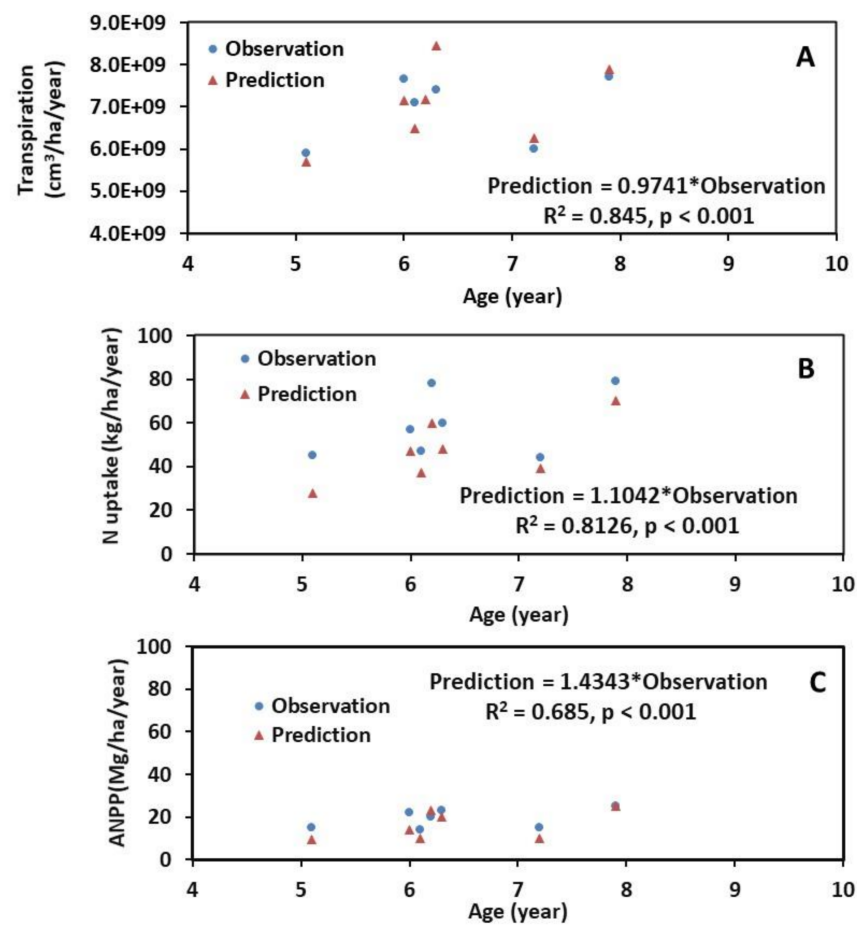 9.0E+09
8.0E+09
7.0E+09
6.0E+09
5.0E+09
4.0E+09
Transpiration
(cm³/ha/year)
Observation
Prediction
A
Prediction = 0.9741*Observation
R² = 0.845, p < 0.001
4 5 6 7 8 9 10
Age (year)
100
80
60
40
20
0
N uptake (kg/ha/year)
Observation
Prediction
B
Prediction = 1.1042*Observation
R² = 0.8126, p < 0.001
4 5 6 7 8 9 10
Age (year)
100
80
60
40
20
0
ANPP(Mg/ha/year)
Prediction = 1.4343*Observation
R² = 0.685, p < 0.001
C
Observation
Prediction
4 5 6 7 8 9 10
Age (year)